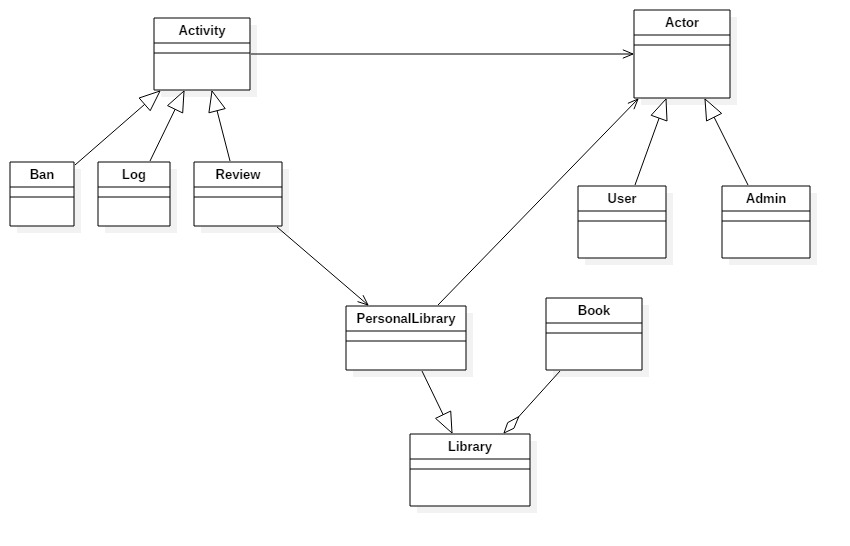 Activity
Actor
Ban
Log
Review
User
Admin
PersonalLibrary
Book
Library